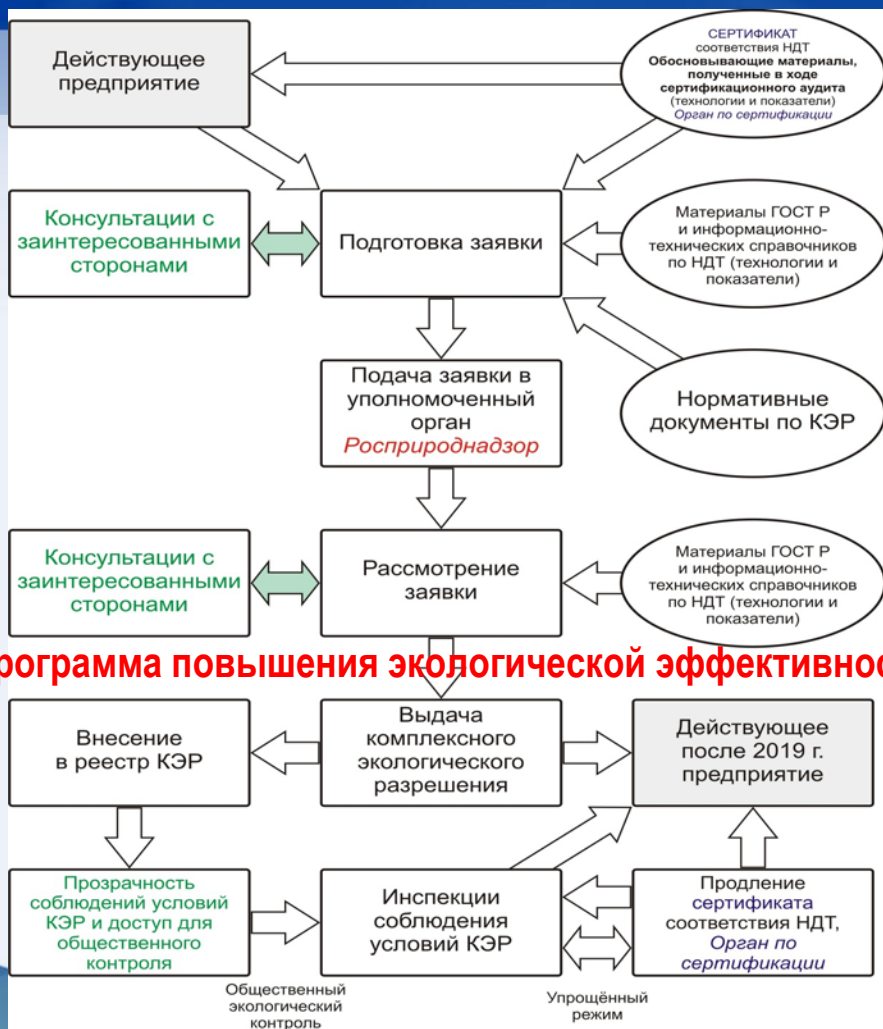 Действующее
предприятие
СЕРТИФИКАТ
соответствия НДТ
Обосновывающие материалы,
полученные в ходе
сертификационного аудита
(технологии и показатели)
Орган по сертификации
Консультации с
заинтересованными
сторонами
Подготовка заявки
Материалы ГОСТ Р
и информационно-
технических справочников
по НДТ (технологии и
показатели)
Подача заявки в
уполномоченный
орган
Росприроднадзор
Нормативные
документы по КЭР
Консультации с
заинтересованными
сторонами
Рассмотрение
заявки
Материалы ГОСТ Р
и информационно-
технических справочников
по НДТ (технологии и
показатели)
рограмма повышения экологической эффективнос
Внесение
в реестр КЭР
Выдача
комплексного
экологического
разрешения
Действующее
после 2019 г.
предприятие
Прозрачность
соблюдений условий
КЭР и доступ для
общественного
контроля
Инспекции
соблюдения
условий КЭР
Продление
сертификата
соответствия НДТ,
Орган по
сертификации
Общественный
экологический
контроль
Упрощённый
режим